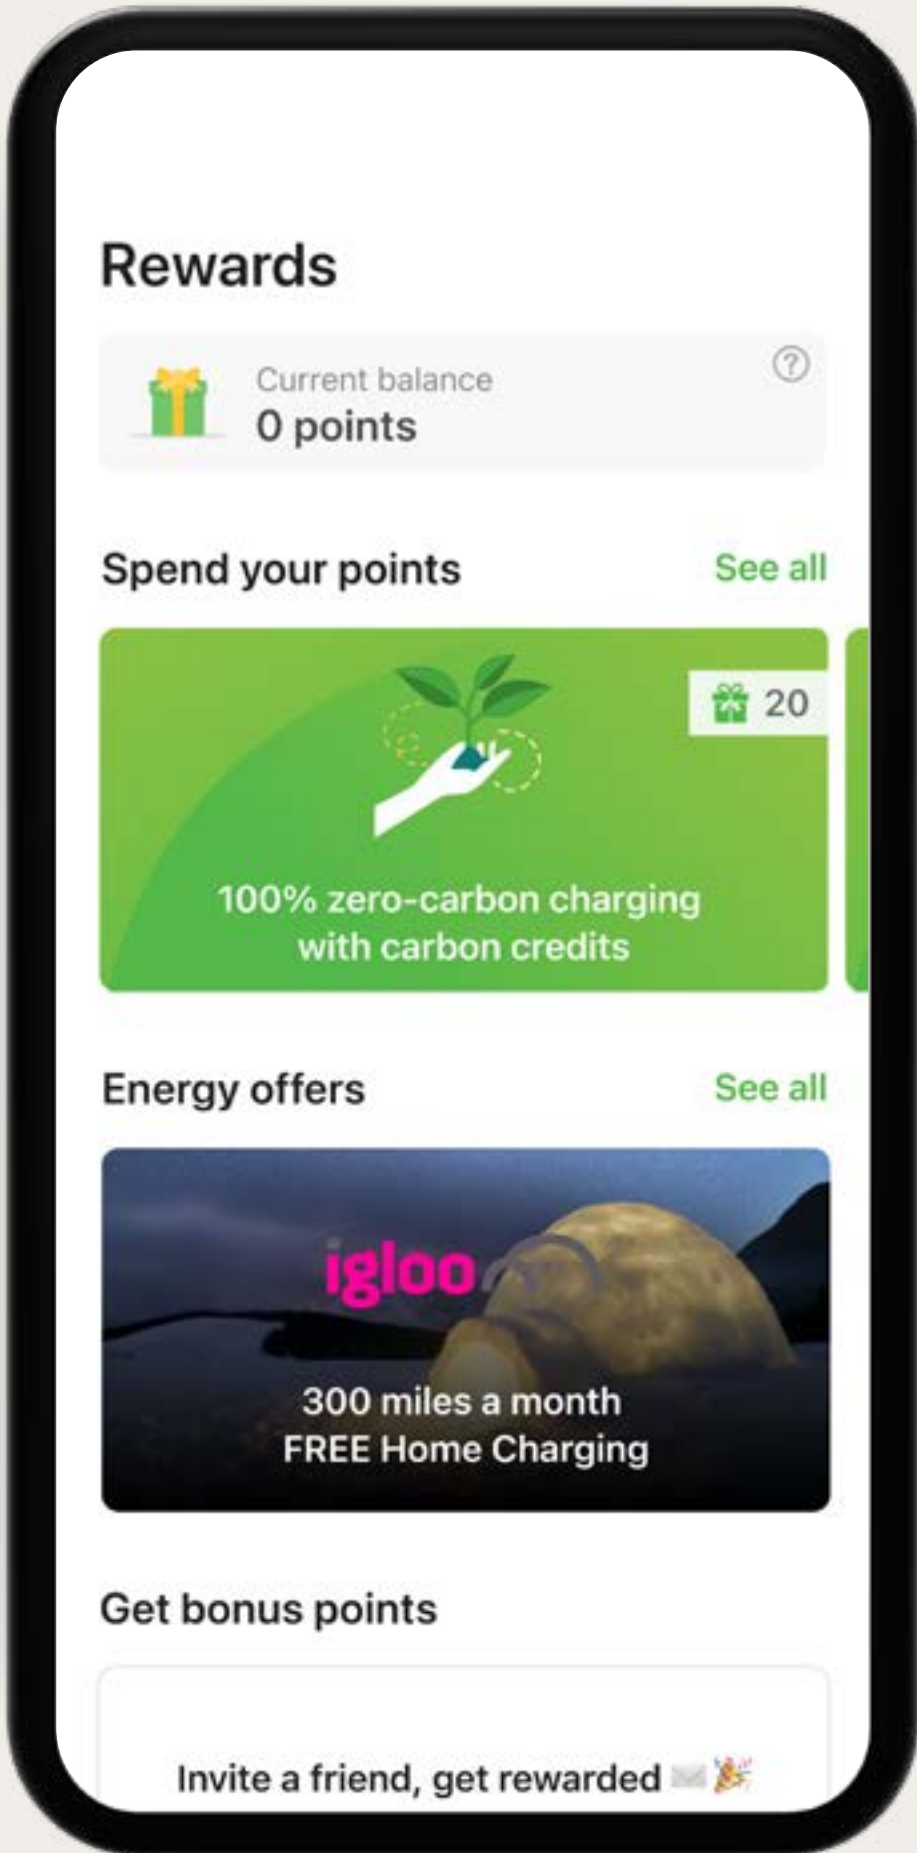 Rewards
Current balance
?
0 points
Spend your points
See all
20
100% zero-carbon charging
with carbon credits
Energy offers
See all
igloo
300 miles a month
FREE Home Charging
Get bonus points
Invite a friend, get rewarded ✉️🎉